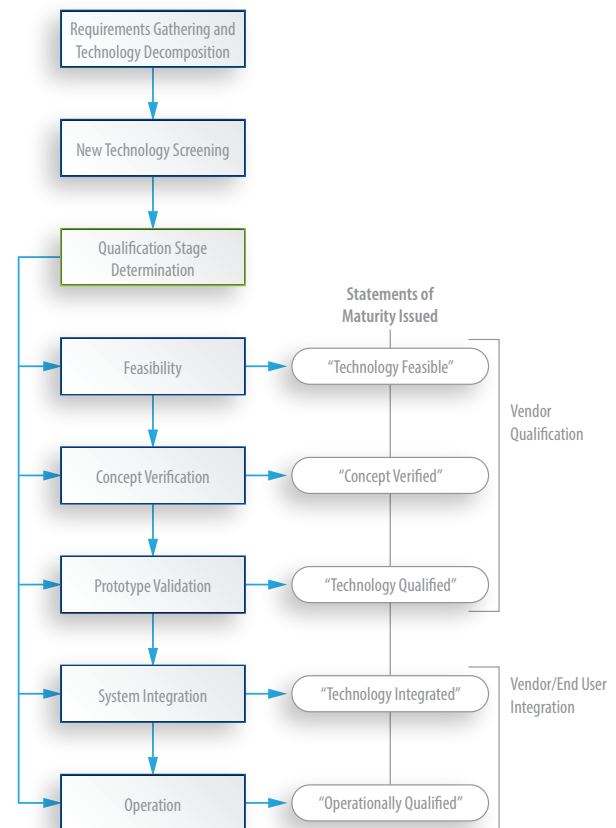 Requirements Gathering and
Technology Decomposition
New Technology Screening
Qualification Stage
Determination
Statements of
Maturity Issued
Feasibility
“Technology Feasible”
Vendor
Qualification
Concept Verification
“Concept Verified”
Prototype Validation
“Technology Qualified”
System Integration
“Technology Integrated”
Vendor/End User
Integration
Operation
“Operationally Qualified”